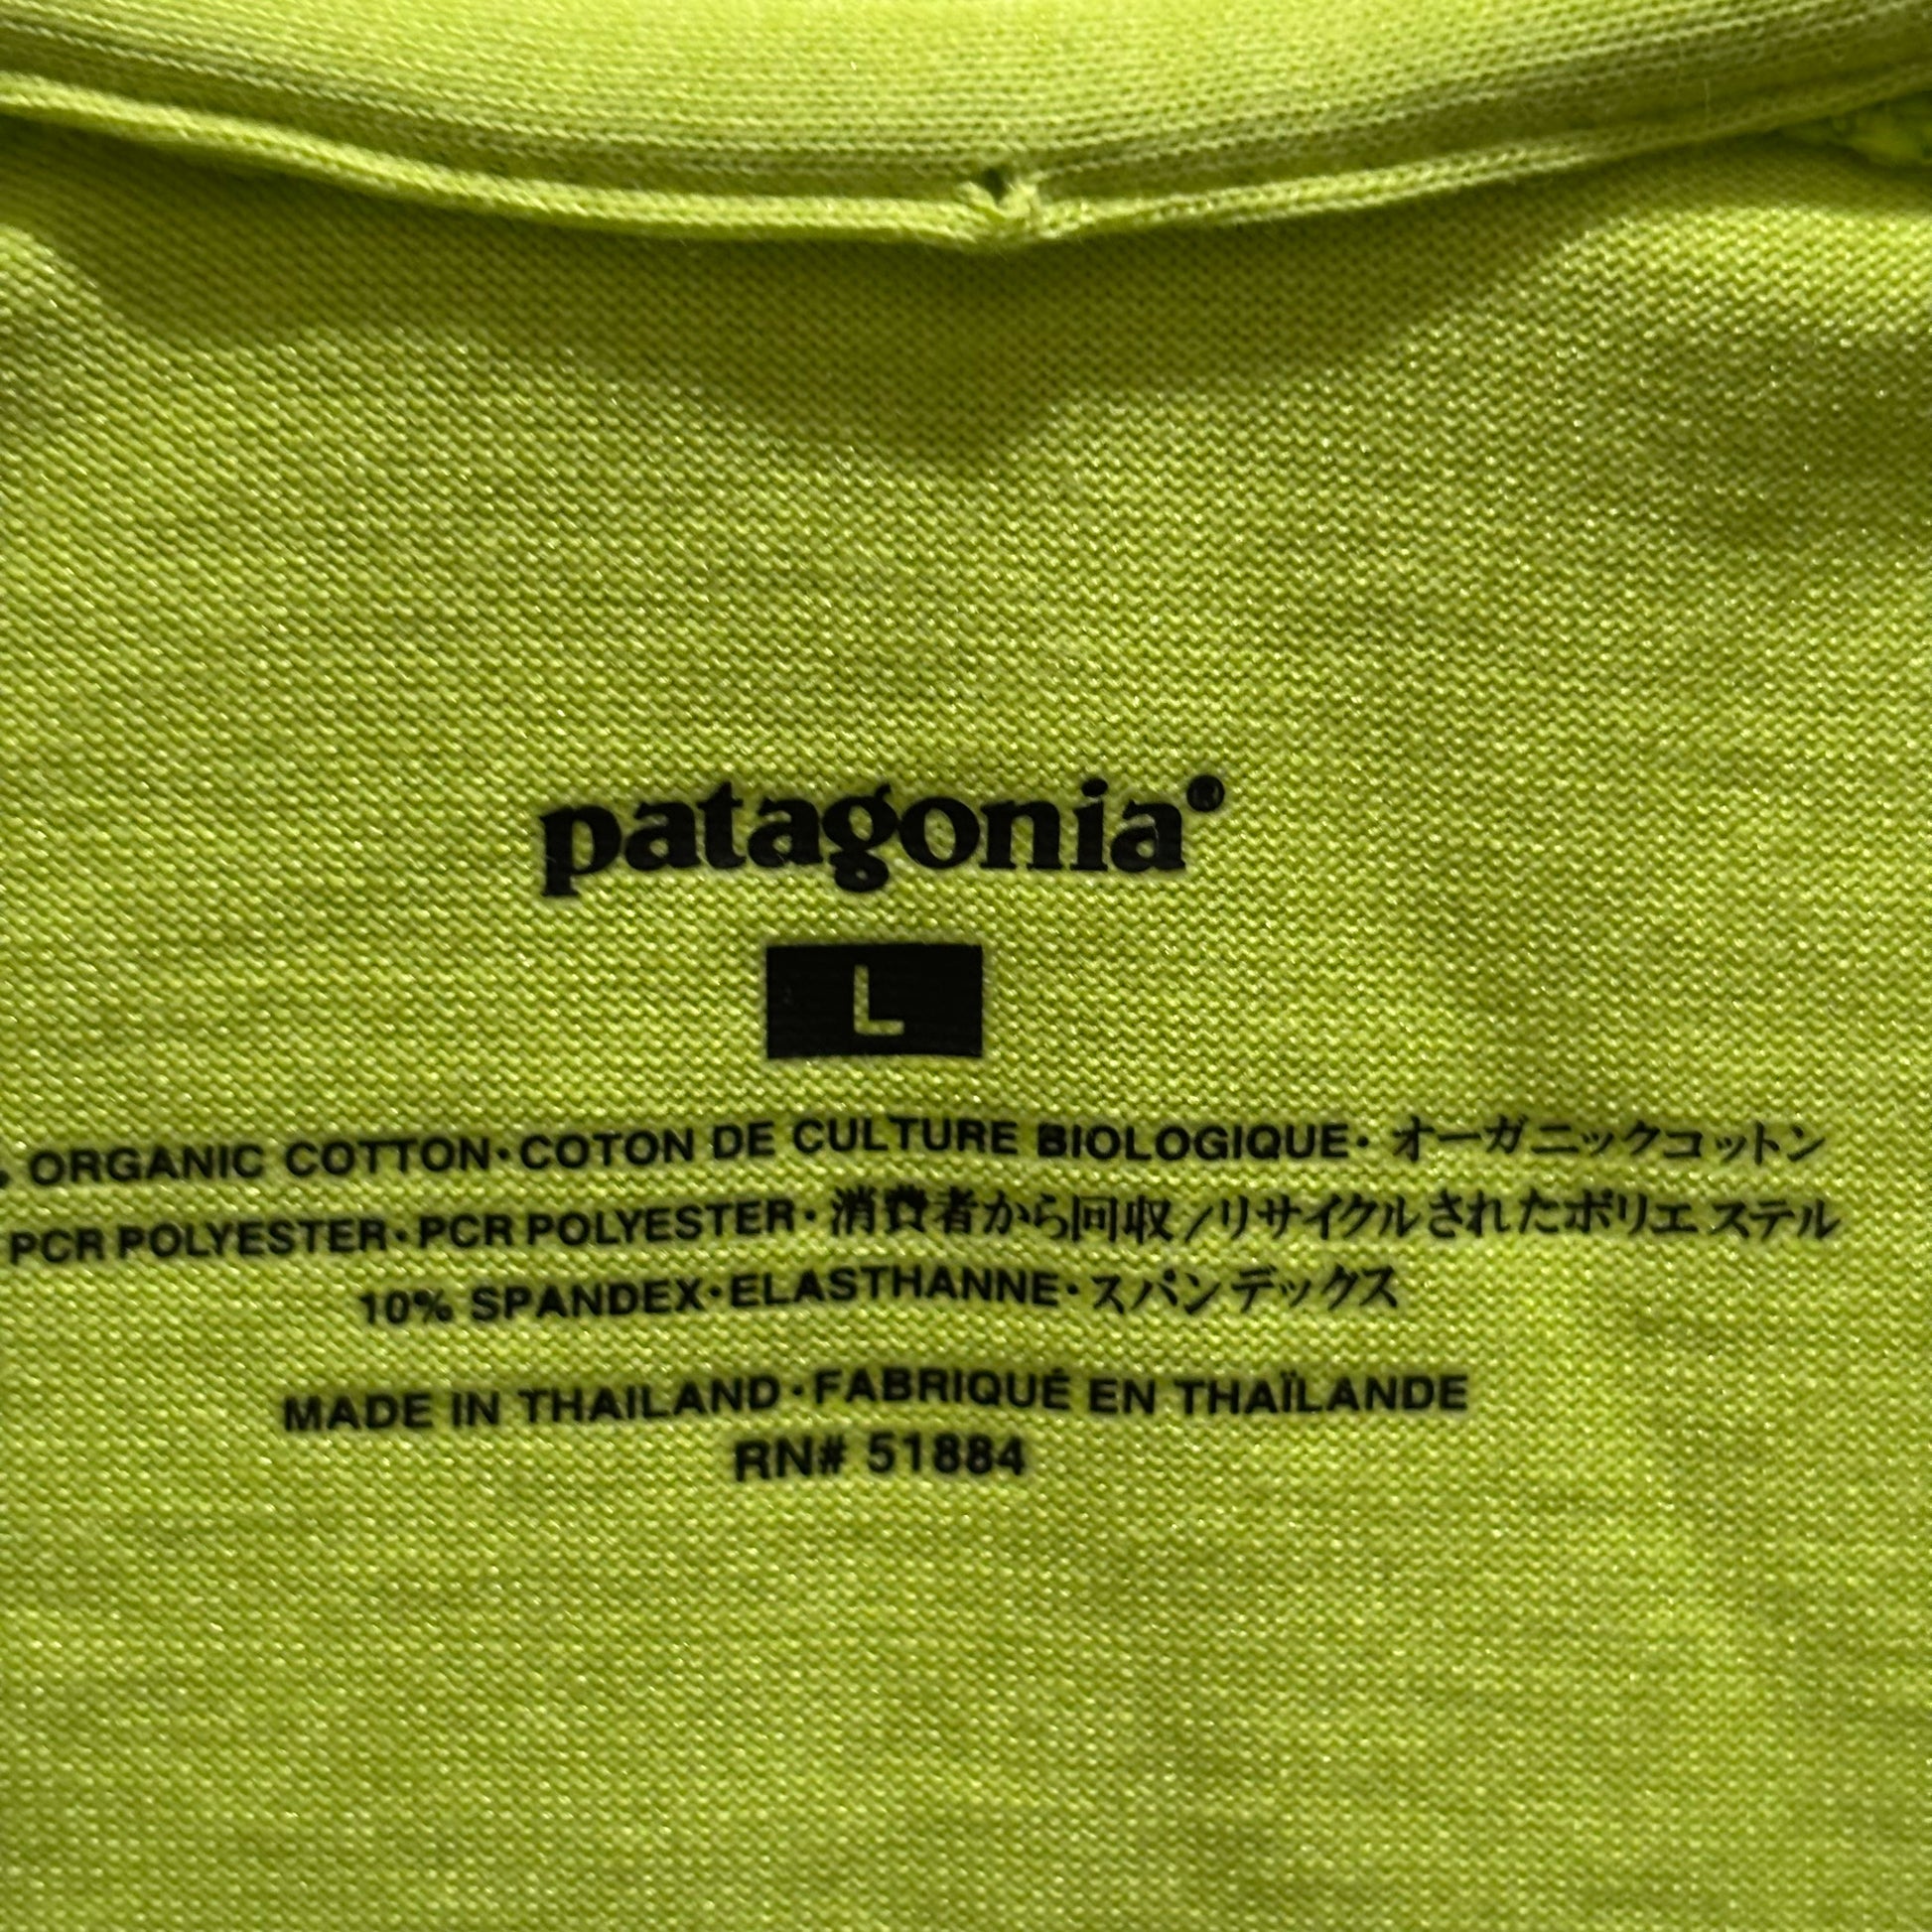 patagonia®
L
% ORGANIC COTTON•COTON DE CULTURE BIOLOGIQUE• オーガニックコットン
PCR POLYESTER•PCR POLYESTER•消費者から回収/リサイクルされたポリエステル
10% SPANDEX•ELASTHANNE•スパンデックス
MADE IN THAILAND•FABRIQUÉ EN THAÏLANDE
RN# 51884